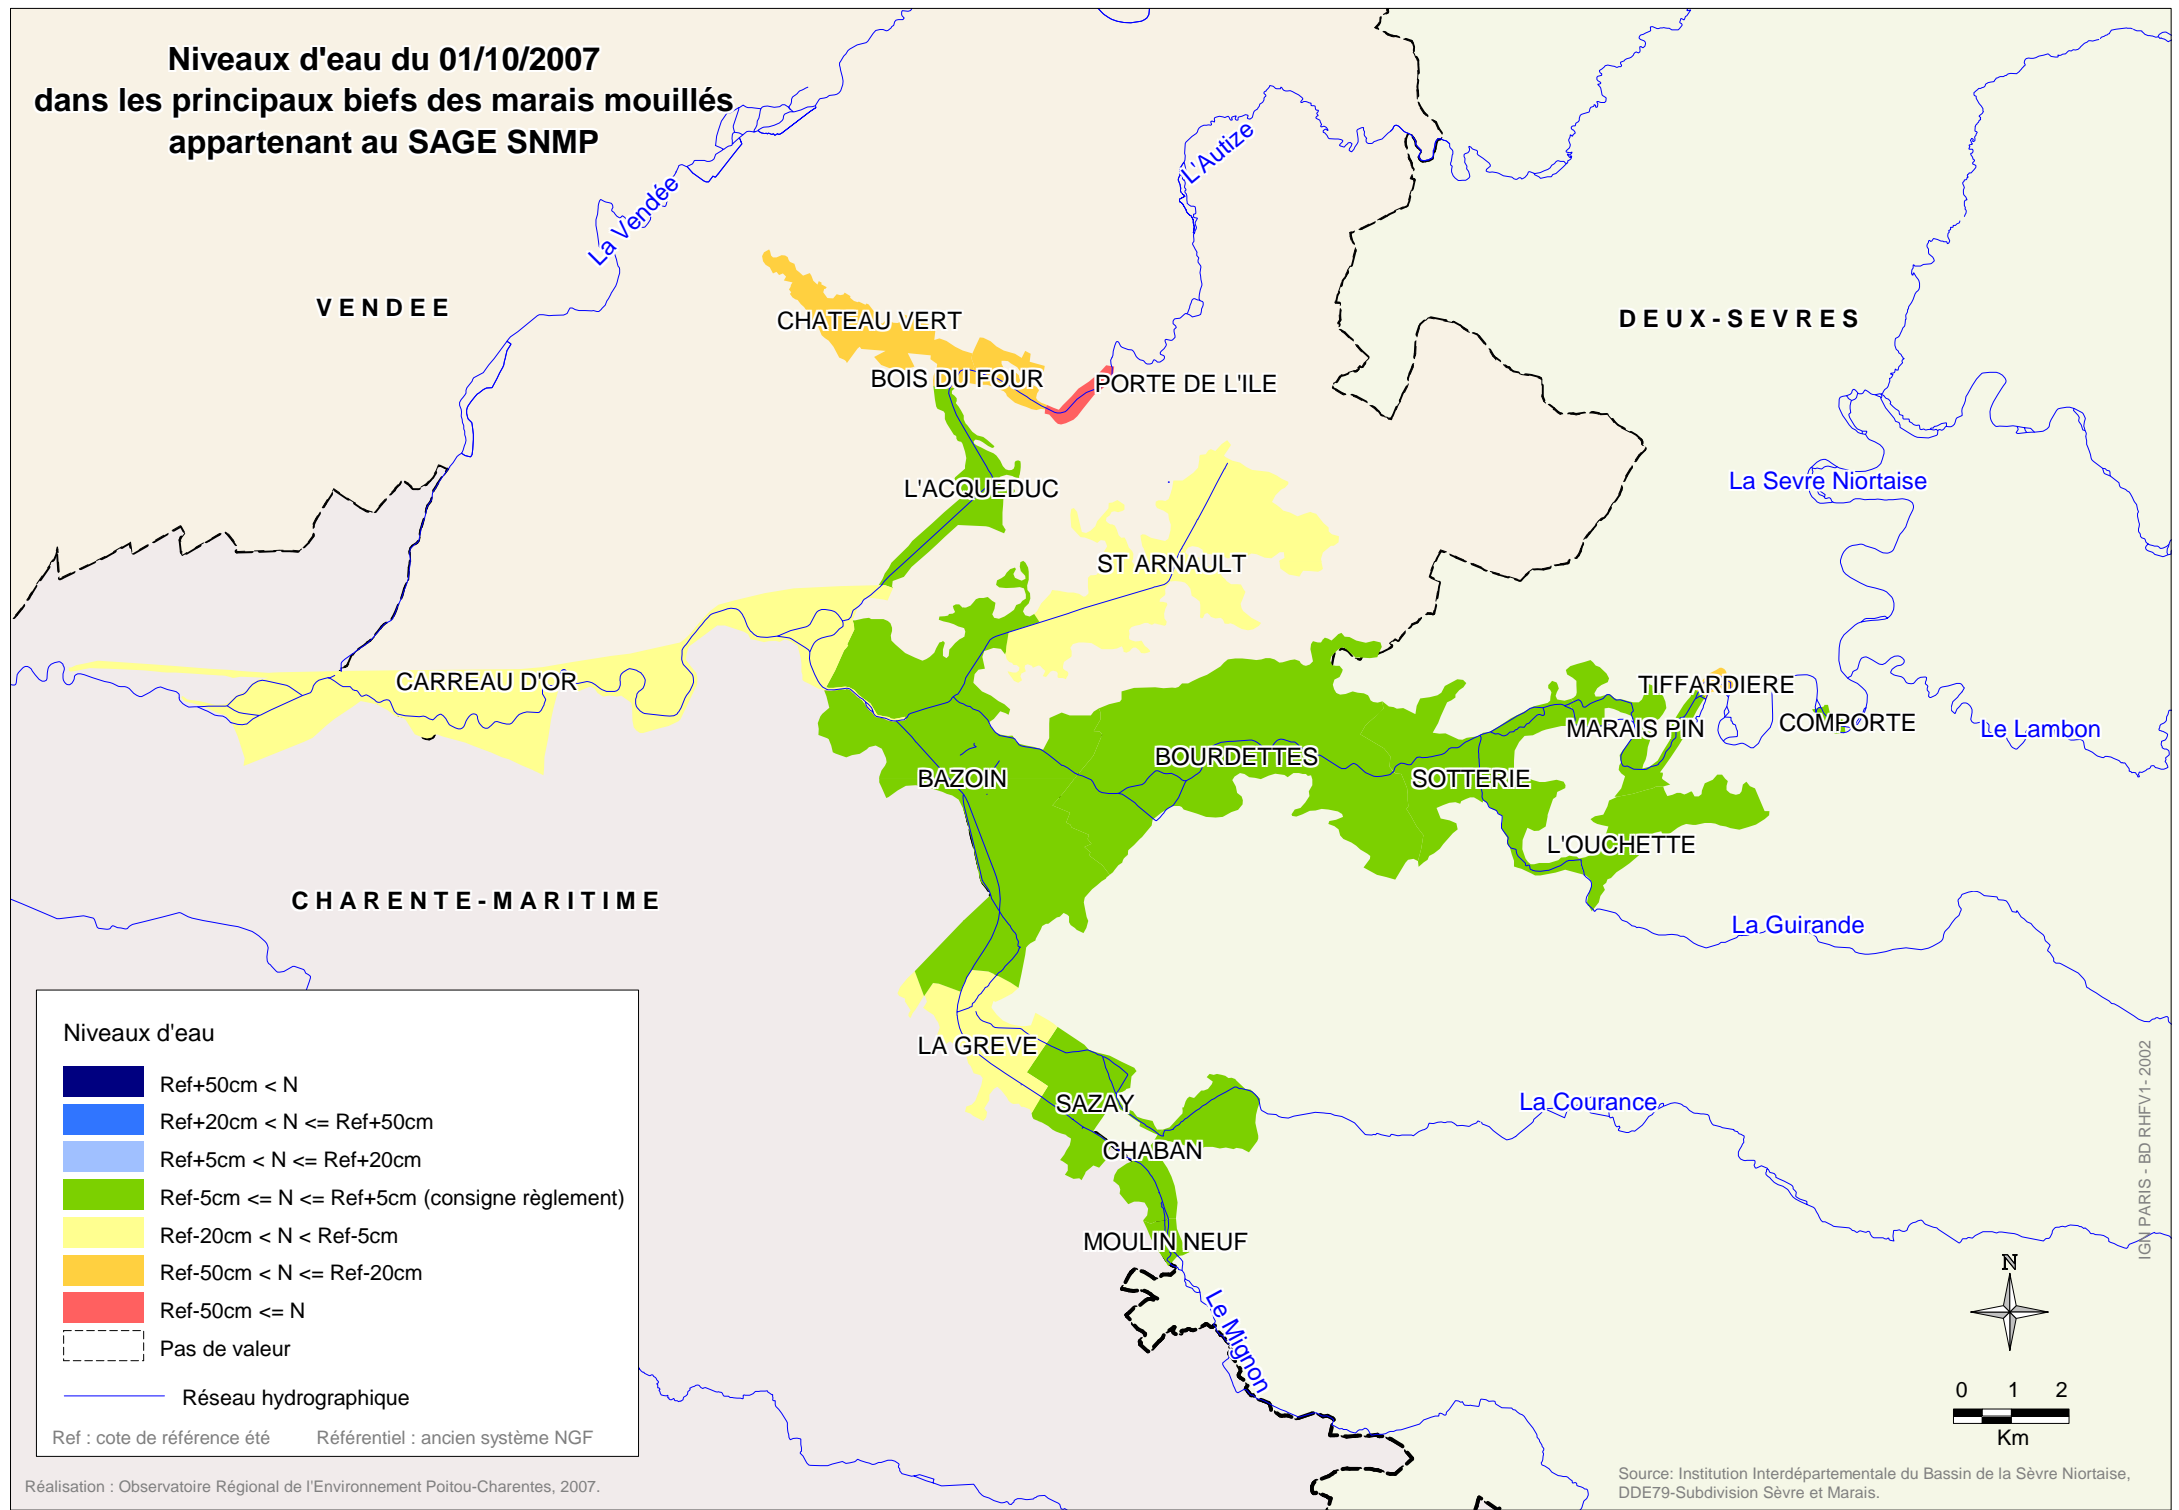 Niveaux d'eau du 01/10/2007
dans les principaux biefs des marais mouillés
appartenant au SAGE SNMP
La Vendée
L'Autize
VENDEE
DEUX-SEVRES
CHATEAU VERT
BOIS DU FOUR
PORTE DE L'ILE
L'ACQUEDUC
La Sevre Niortaise
ST ARNAULT
CARREAU D'OR
TIFFARDIERE
MARAIS PIN
COMPORTE
Le Lambon
BOURDETTES
BAZOIN
SOTTERIE
L'OUCHETTE
CHARENTE-MARITIME
La Guirande
LA GREVE
SAZAY
La Courance
CHABAN
MOULIN NEUF
Le Mignon
Niveaux d'eau
Ref+50cm < N
Ref+20cm < N <= Ref+50cm
Ref+5cm < N <= Ref+20cm
Ref-5cm <= N <= Ref+5cm (consigne règlement)
Ref-20cm < N < Ref-5cm
Ref-50cm < N <= Ref-20cm
Ref-50cm <= N
Pas de valeur
Réseau hydrographique
Ref : cote de référence été Référentiel : ancien système NGF
Réalisation : Observatoire Régional de l'Environnement Poitou-Charentes, 2007.
IGN PARIS - BD RHFV1- 2002
N
0 1 2
Km
Source: Institution Interdépartementale du Bassin de la Sèvre Niortaise,
DDE79-Subdivision Sèvre et Marais.